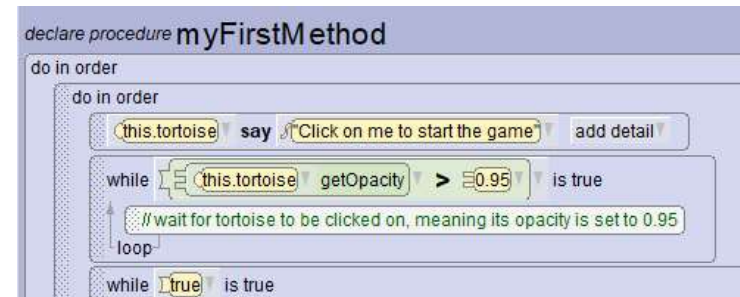 declare procedure myFirstMethod
do in order
do in order
this.tortoise say "Click on me to start the game" add detail
while this.tortoise getOpacity > 0.95 is true
// wait for tortoise to be clicked on, meaning its opacity is set to 0.95
loop
while true is true